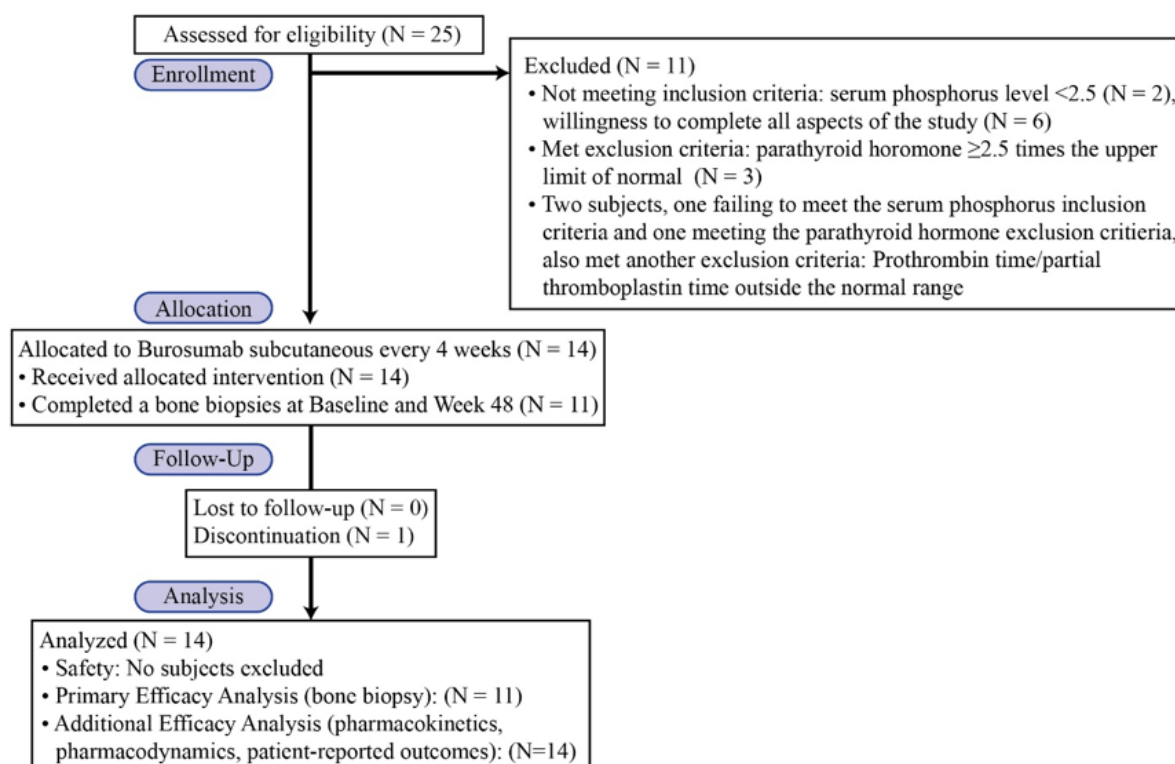 Assessed for eligibility (N = 25)
Enrollment
Excluded (N = 11)
• Not meeting inclusion criteria: serum phosphorus level <2.5 (N = 2),
willingness to complete all aspects of the study (N = 6)
• Met exclusion criteria: parathyroid horomone ≥2.5 times the upper
limit of normal (N = 3)
• Two subjects, one failing to meet the serum phosphorus inclusion
criteria and one meeting the parathyroid hormone exclusion critieria,
also met another exclusion criteria: Prothrombin time/partial
thromboplastin time outside the normal range
Allocation
Allocated to Burosumab subcutaneous every 4 weeks (N = 14)
• Received allocated intervention (N = 14)
• Completed a bone biopsies at Baseline and Week 48 (N = 11)
Follow-Up
Lost to follow-up (N = 0)
Discontinuation (N = 1)
Analysis
Analyzed (N = 14)
• Safety: No subjects excluded
• Primary Efficacy Analysis (bone biopsy): (N = 11)
• Additional Efficacy Analysis (pharmacokinetics,
pharmacodynamics, patient-reported outcomes): (N=14)